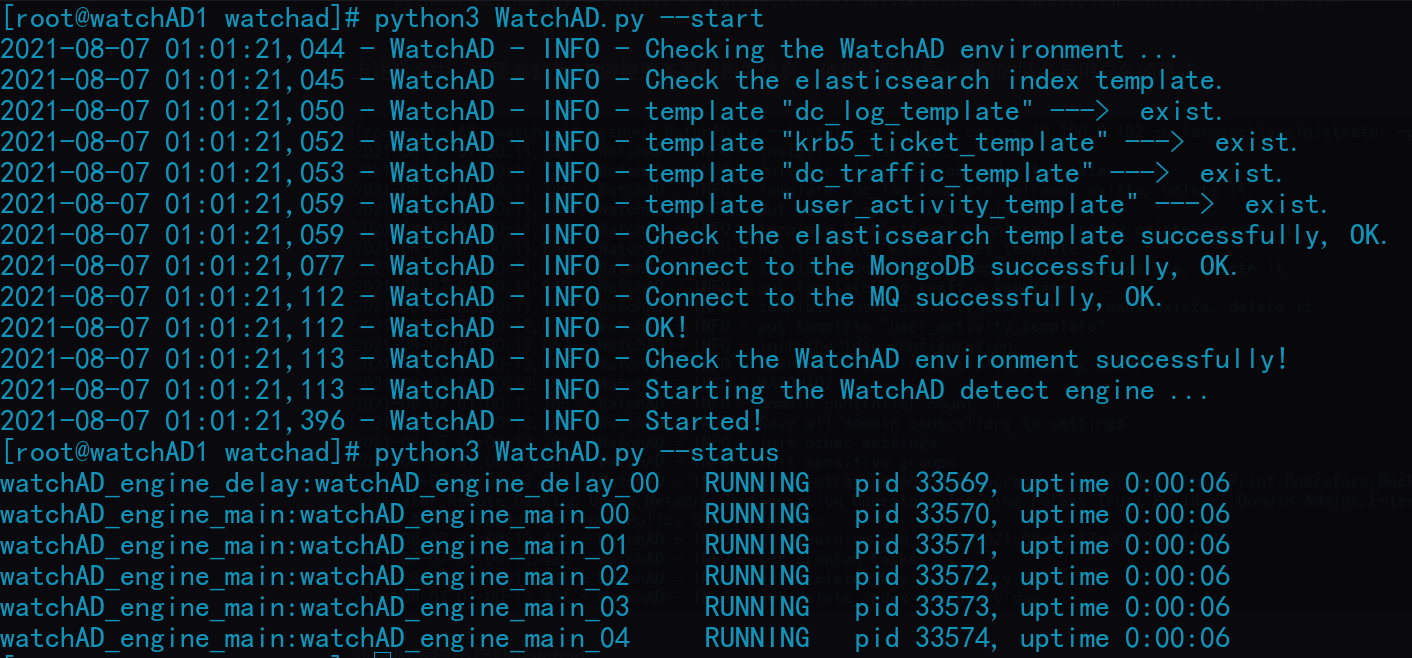 [root@watchAD1 watchad]# python3 WatchAD.py --start
2021-08-07 01:01:21,044 - WatchAD - INFO - Checking the WatchAD environment ...
2021-08-07 01:01:21,045 - WatchAD - INFO - Check the elasticsearch index template.
2021-08-07 01:01:21,050 - WatchAD - INFO - template "dc_log_template" --->  exist.
2021-08-07 01:01:21,052 - WatchAD - INFO - template "krb5_ticket_template" --->  exist.
2021-08-07 01:01:21,053 - WatchAD - INFO - template "dc_traffic_template" --->  exist.
2021-08-07 01:01:21,059 - WatchAD - INFO - template "user_activity_template" --->  exist.
2021-08-07 01:01:21,059 - WatchAD - INFO - Check the elasticsearch template successfully, OK.
2021-08-07 01:01:21,077 - WatchAD - INFO - Connect to the MongoDB successfully, OK.
2021-08-07 01:01:21,112 - WatchAD - INFO - Connect to the MQ successfully, OK.
2021-08-07 01:01:21,112 - WatchAD - INFO - OK!
2021-08-07 01:01:21,113 - WatchAD - INFO - Check the WatchAD environment successfully!
2021-08-07 01:01:21,113 - WatchAD - INFO - Starting the WatchAD detect engine ...
2021-08-07 01:01:21,396 - WatchAD - INFO - Started!
[root@watchAD1 watchad]# python3 WatchAD.py --status
watchAD_engine_delay:watchAD_engine_delay_00   RUNNING   pid 33569, uptime 0:00:06
watchAD_engine_main:watchAD_engine_main_00     RUNNING   pid 33570, uptime 0:00:06
watchAD_engine_main:watchAD_engine_main_01     RUNNING   pid 33571, uptime 0:00:06
watchAD_engine_main:watchAD_engine_main_02     RUNNING   pid 33572, uptime 0:00:06
watchAD_engine_main:watchAD_engine_main_03     RUNNING   pid 33573, uptime 0:00:06
watchAD_engine_main:watchAD_engine_main_04     RUNNING   pid 33574, uptime 0:00:06